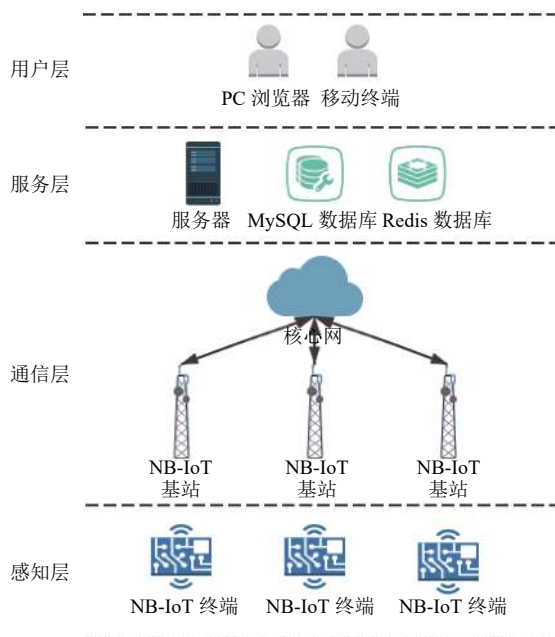 用户层
PC 浏览器 移动终端
服务层
服务器 MySQL 数据库 Redis 数据库
核心网
通信层
NB-IoT NB-IoT NB-IoT
基站 基站 基站
感知层
NB-IoT 终端 NB-IoT 终端 NB-IoT 终端